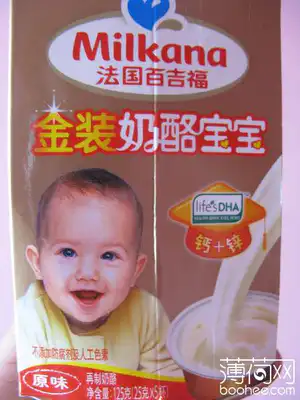 Milkana
法国百吉福
金装奶酪宝宝
life'sDHA
钙+锌
不添加防腐剂及人工色素
原味
再制奶酪
净含量:125克(25克x5杯)
薄荷网
boohee.com